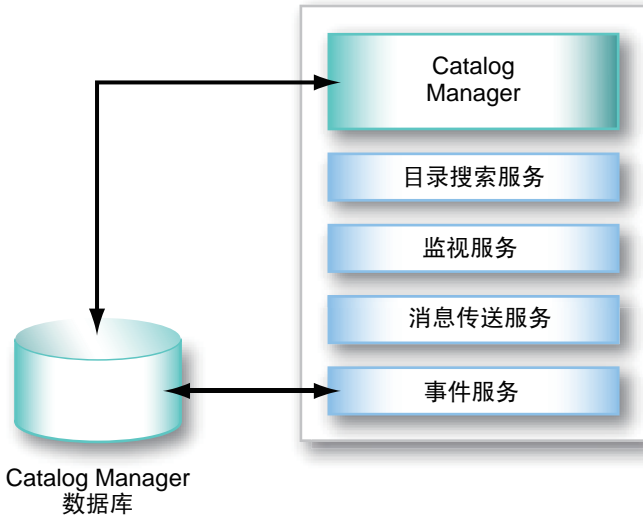 Catalog
Manager
目录搜索服务
监视服务
消息传送服务
事件服务
Catalog Manager
数据库